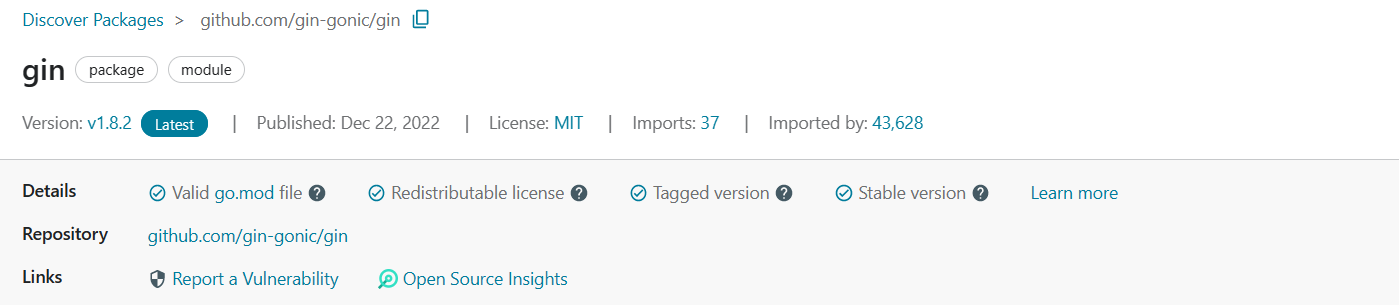 Discover Packages > github.com/gin-gonic/gin
gin package module
Version: v1.8.2 Latest | Published: Dec 22, 2022 | License: MIT | Imports: 37 | Imported by: 43,628
Details Valid go.mod file ? Redistributable license ? Tagged version ? Stable version ? Learn more
Repository github.com/gin-gonic/gin
Links Report a Vulnerability Open Source Insights